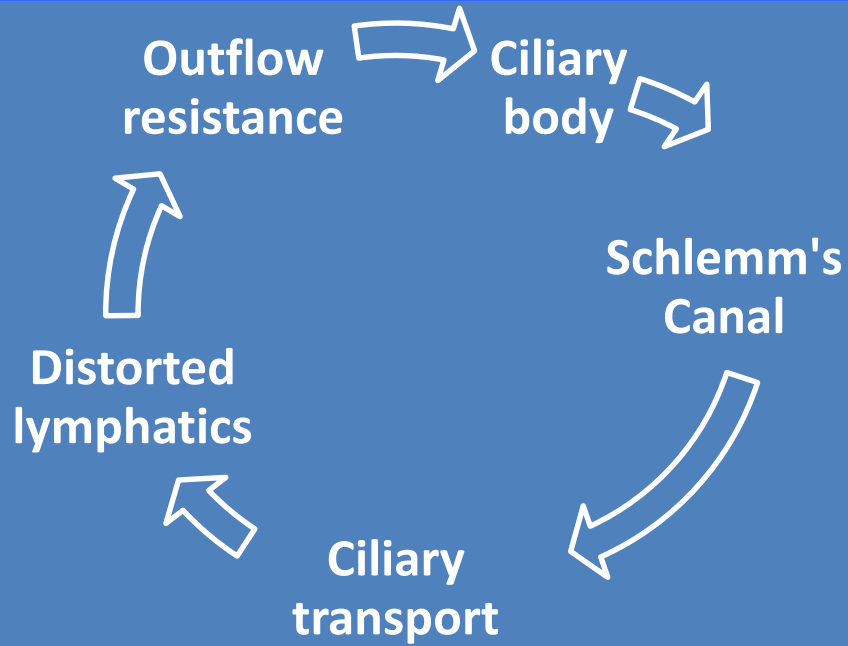 Outflow
resistance
Ciliary
body
Schlemm's
Canal
Ciliary
transport
Distorted
lymphatics